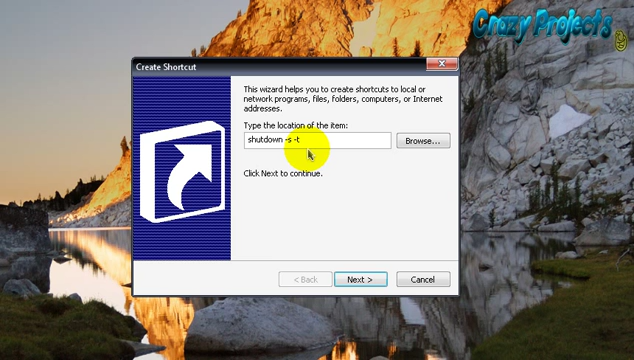 Crazy Projects
Create Shortcut
This wizard helps you to create shortcuts to local or
network programs, files, folders, computers, or Internet
addresses.
Type the location of the item:
shutdown -s -t
Browse...
Click Next to continue.
< Back
Next >
Cancel